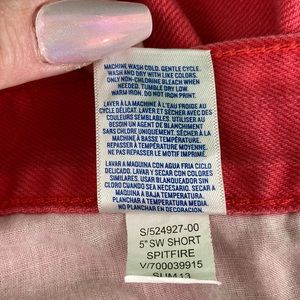 MACHINE WASH COLD, GENTLE CYCLE
WASH AND DRY WITH LIKE COLORS.
ONLY NON-CHLORINE BLEACH WHEN
NEEDED. TUMBLE DRY LOW.
WARM IRON. DO NOT IRON PRINT.
LAVER À LA MACHINE À L'EAU FROIDE AU
CYCLE DÉLICAT. LAVER ET SÉCHER AVEC DES
COULEURS SEMBLABLES. UTILISER AU
BESOIN UN AGENT DE BLANCHIMENT
SANS CHLORE UNIQUEMENT. SÉCHER À LA
MACHINE À BASSE TEMPÉRATURE.
REPASSER À TEMPÉRATURE MODÉRÉE.
NE PAS REPASSER LE MOTIF IMPRIMÉ.
LAVAR A MAQUINA CON AGUA FRIA CICLO
DELICADO. LAVAR Y SECAR CON COLORES
SIMILARES. USAR BLANQUEADOR SIN
CLORO CUANDO SEA NECESARIO. SECAR A
MAQUINA A TEMPERATURA BAJA.
NO PLANCHAR EN DECORACION.
S/524927-00
5" SW SHORT
SPITFIRE
V/700039915
SLIM 13